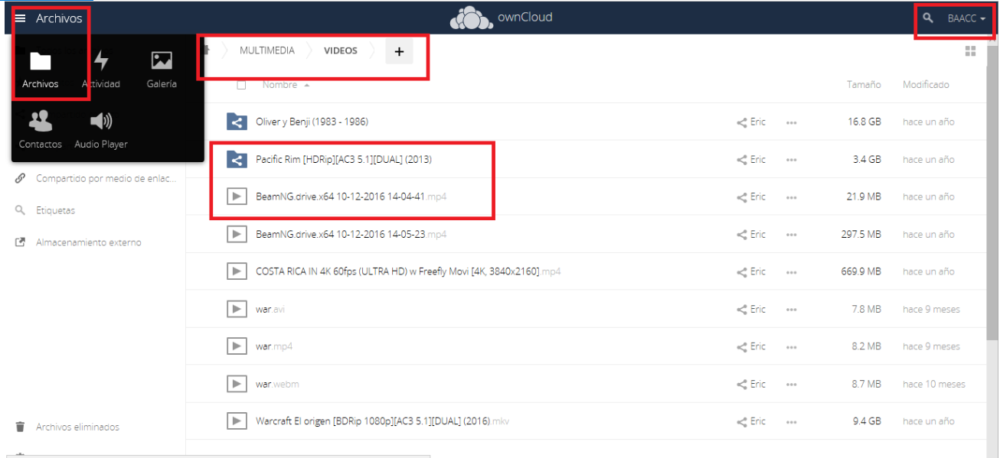 Archivos
ownCloud
BAACC
MULTIMEDIA VIDEOS +
Archivos Actividad Galería
Contactos Audio Player
Compartido por medio de enlac...
Etiquetas
Almacenamiento externo
Archivos eliminados
Nombre Tamaño Modificado
Oliver y Benji (1983 - 1986) Eric ••• 16.8 GB hace un año
Pacific Rim [HDRip][AC3 5.1][DUAL] (2013) Eric ••• 3.4 GB hace un año
BeamNG.drive.x64 10-12-2016 14-04-41.mp4 Eric ••• 21.9 MB hace un año
BeamNG.drive.x64 10-12-2016 14-05-23.mp4 Eric ••• 297.5 MB hace un año
COSTA RICA IN 4K 60fps (ULTRA HD) w Freefly Movi [4K, 3840x2160].mp4 Eric ••• 669.9 MB hace un año
war.avi Eric ••• 7.8 MB hace 9 meses
war.mp4 Eric ••• 8.2 MB hace 9 meses
war.webm Eric ••• 8.7 MB hace 10 meses
Warcraft El origen [BDRip 1080p][AC3 5.1][DUAL] (2016).mkv Eric ••• 9.4 GB hace un año